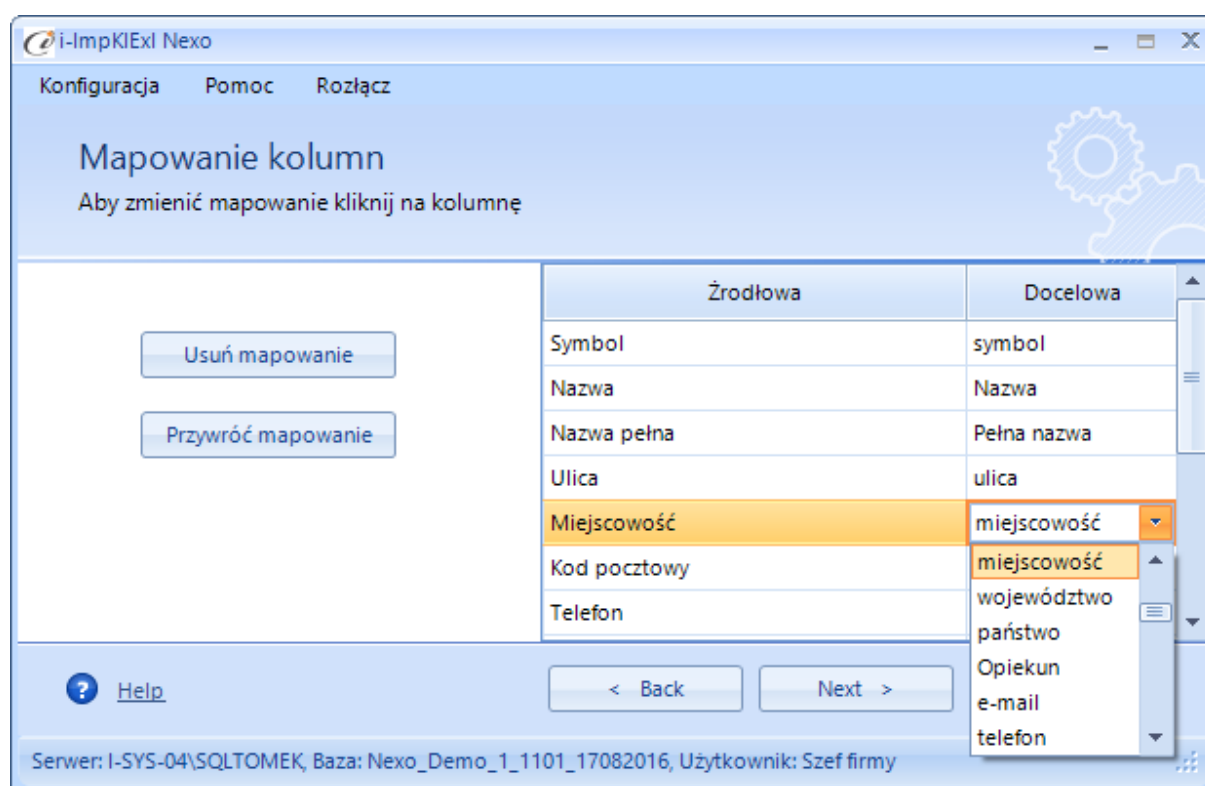 i-ImpKlExl Nexo
Konfiguracja Pomoc Rozłącz
Mapowanie kolumn
Aby zmienić mapowanie kliknij na kolumnę
Usuń mapowanie
Przywróć mapowanie
Żrodłowa Docelowa
Symbol symbol
Nazwa Nazwa
Nazwa pełna Pełna nazwa
Ulica ulica
Miejscowość miejscowość
Kod pocztowy
Telefon
miejscowość
województwo
państwo
Opiekun
e-mail
telefon
? Help
< Back Next >
Serwer: I-SYS-04\SQLTOMEK, Baza: Nexo_Demo_1_1101_17082016, Użytkownik: Szef firmy